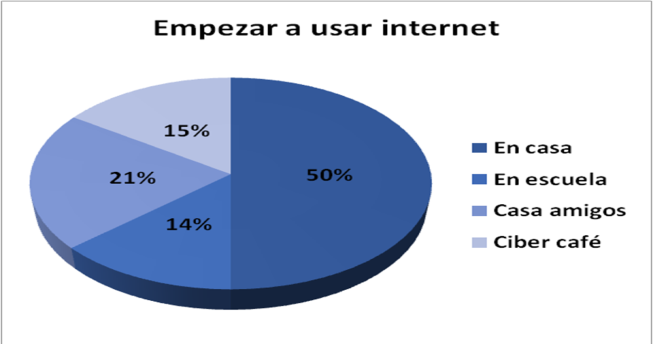 Empezar a usar internet
15%
21%
50%
14%
En casa
En escuela
Casa amigos
Ciber café